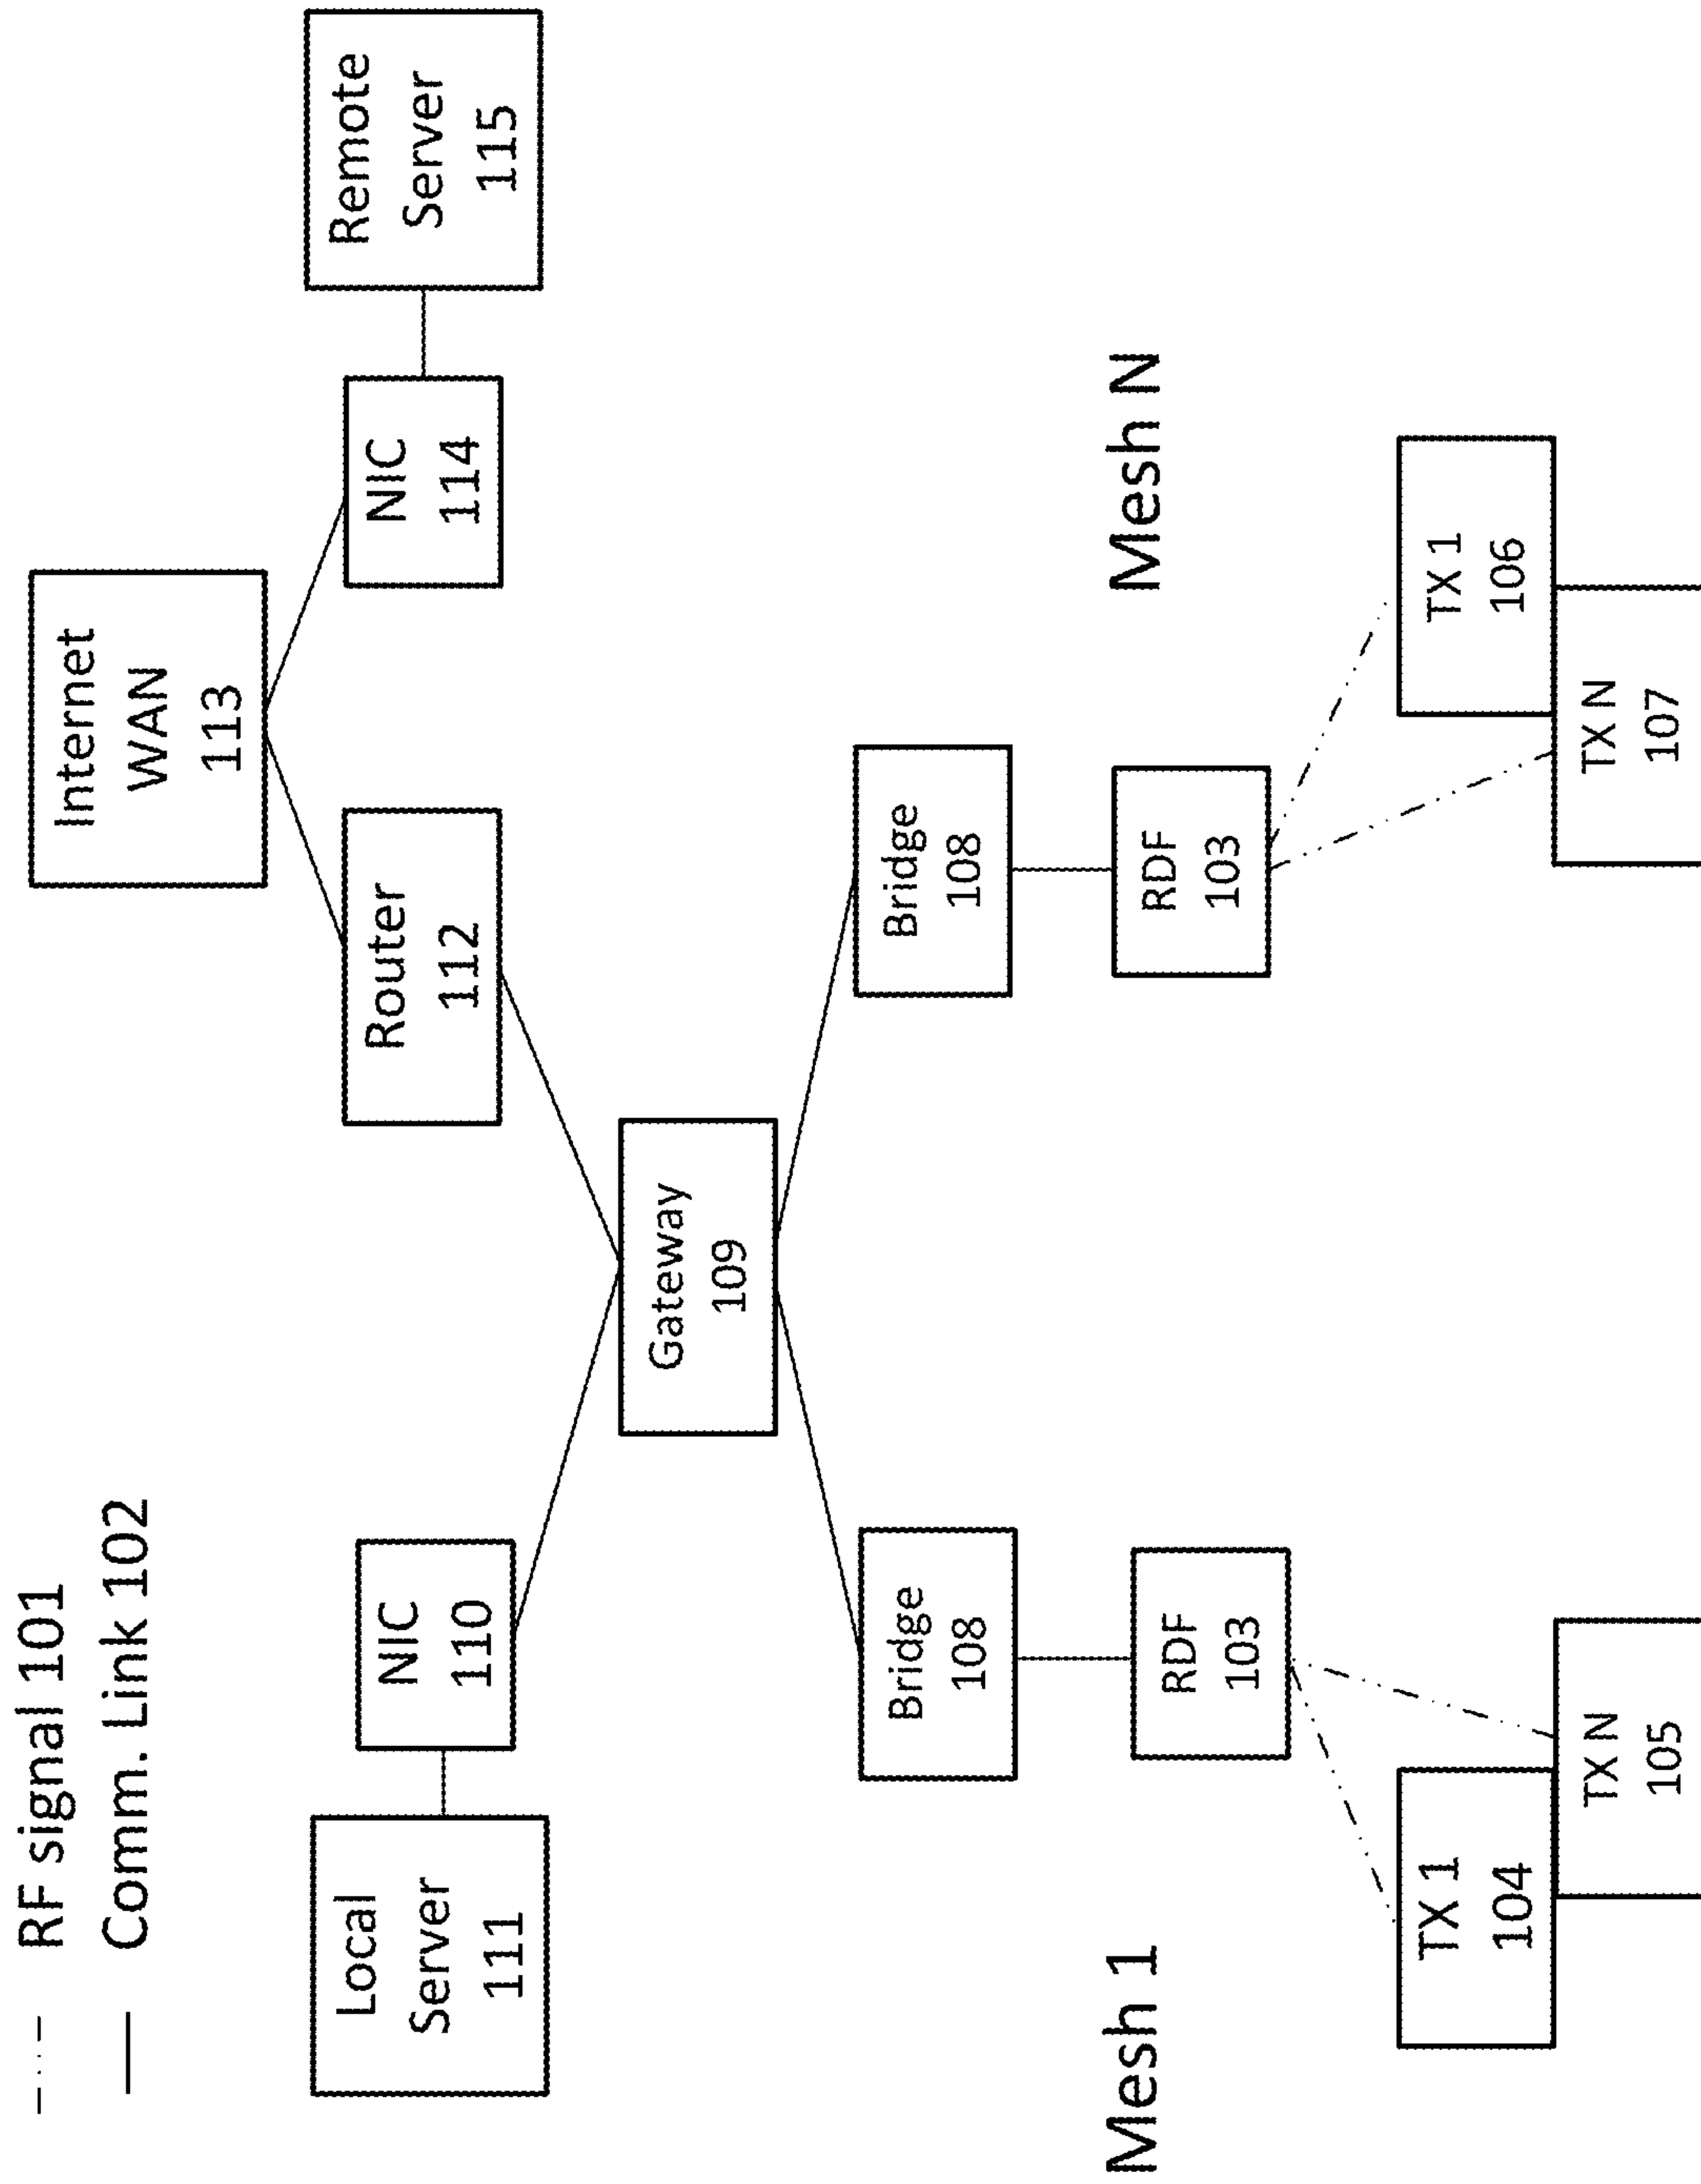 RF signal 101
Comm. Link 102
Internet
WAN
113
Local
Server
111
NIC
110
Router
112
NIC
114
Remote
Server
115
Gateway
109
Bridge
108
Bridge
108
Mesh 1
RDF
103
RDF
103
Mesh N
TX 1
104
TX N
105
TX 1
106
TX N
107